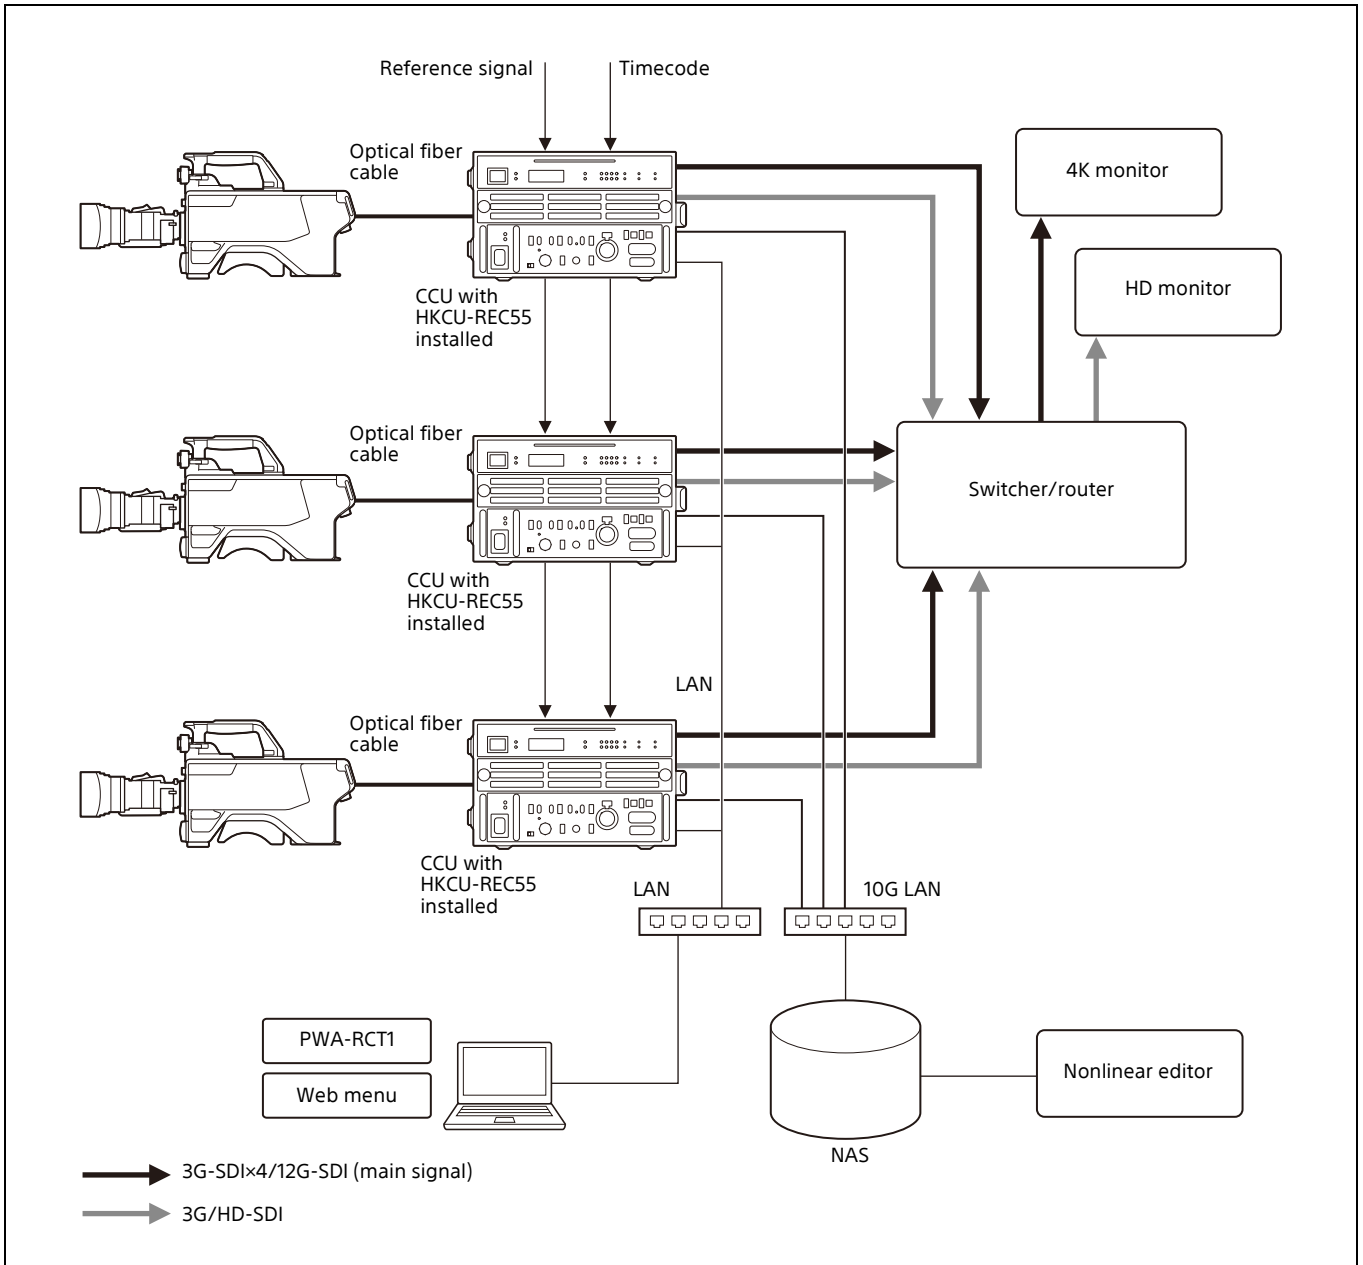 Reference signal
Timecode
Optical fiber
cable
4K monitor
HD monitor
CCU with
HKCU-REC55
installed
Optical fiber
cable
Switcher/router
CCU with
HKCU-REC55
installed
LAN
Optical fiber
cable
CCU with
HKCU-REC55
installed
LAN
10G LAN
PWA-RCT1
Web menu
Nonlinear editor
NAS
3G-SDI×4/12G-SDI (main signal)
3G/HD-SDI